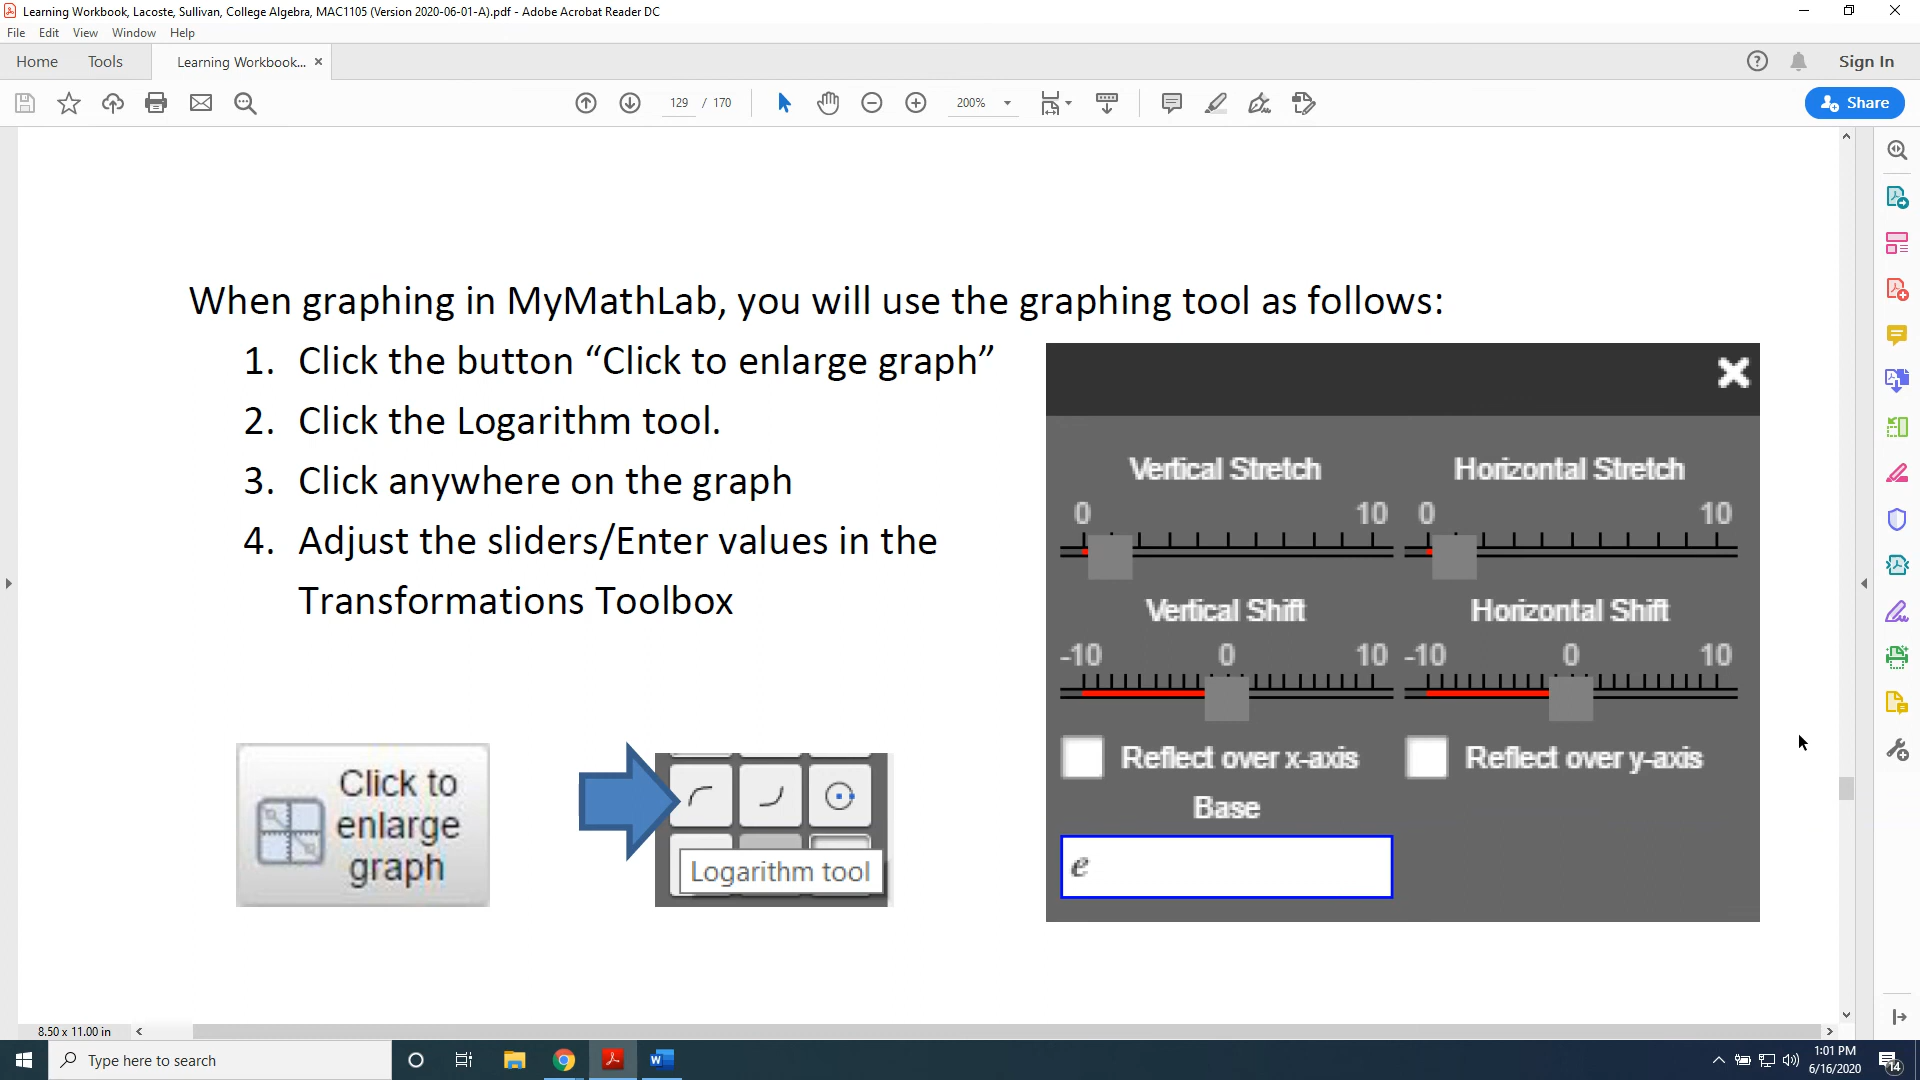 Learning Workbook, Lacoste, Sullivan, College Algebra, MAC1105 (Version 2020-06-01-A).pdf - Adobe Acrobat Reader DC
File Edit View Window Help
Home Tools Learning Workbook... × Sign In
129 / 170 200% Share
When graphing in MyMathLab, you will use the graphing tool as follows:
1. Click the button “Click to enlarge graph”
2. Click the Logarithm tool.
3. Click anywhere on the graph
4. Adjust the sliders/Enter values in the
Transformations Toolbox
Click to
enlarge
graph
Logarithm tool
Vertical Stretch Horizontal Stretch
0 10 0 10
Vertical Shift Horizontal Shift
-10 0 10 -10 0 10
Reflect over x-axis Reflect over y-axis
Base
e
8.50 x 11.00 in
Type here to search
1:01 PM
6/16/2020
14